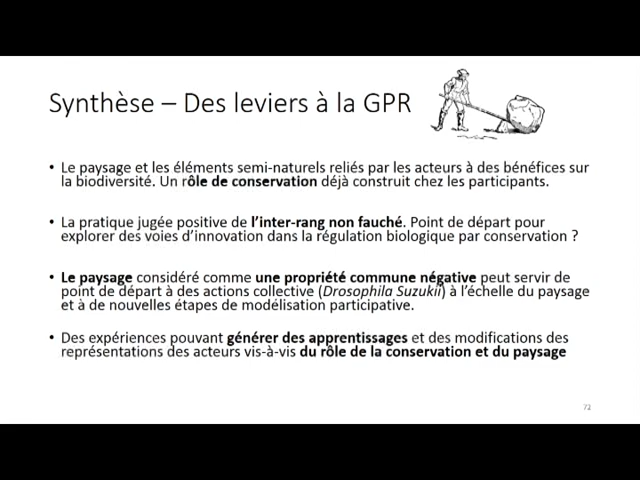 Synthèse – Des leviers à la GPR
• Le paysage et les éléments semi-naturels reliés par les acteurs à des bénéfices sur
la biodiversité. Un rôle de conservation déjà construit chez les participants.
• La pratique jugée positive de l’inter-rang non fauché. Point de départ pour
explorer des voies d’innovation dans la régulation biologique par conservation ?
• Le paysage considéré comme une propriété commune négative peut servir de
point de départ à des actions collective (Drosophila Suzukii) à l’échelle du paysage
et à de nouvelles étapes de modélisation participative.
• Des expériences pouvant générer des apprentissages et des modifications des
représentations des acteurs vis-à-vis du rôle de la conservation et du paysage
72